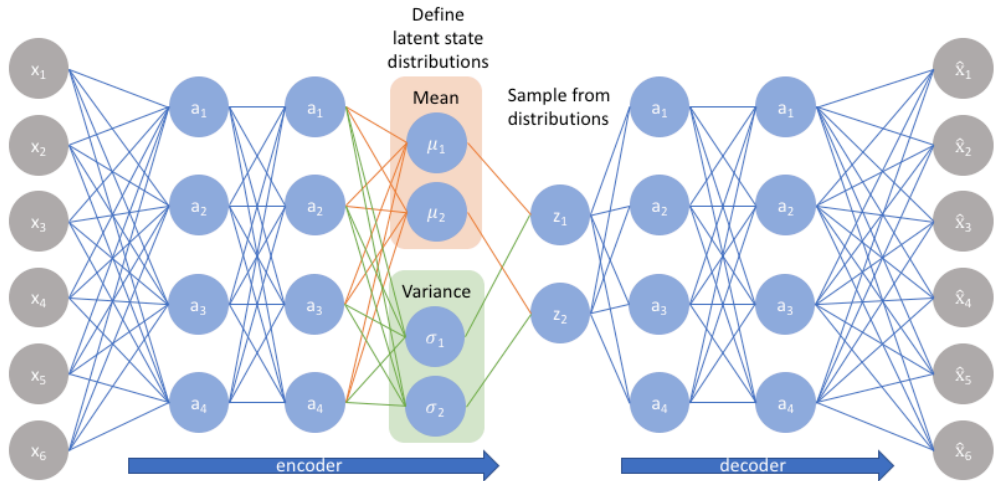 Define
latent state
distributions
Mean
Sample from
distributions
Variance
x₁
x₂
x₃
x₄
x₅
x₆
a₁
a₂
a₃
a₄
a₁
a₂
a₃
a₄
μ₁
μ₂
σ₁
σ₂
z₁
z₂
a₁
a₂
a₃
a₄
a₁
a₂
a₃
a₄
x̂₁
x̂₂
x̂₃
x̂₄
x̂₅
x̂₆
encoder
decoder